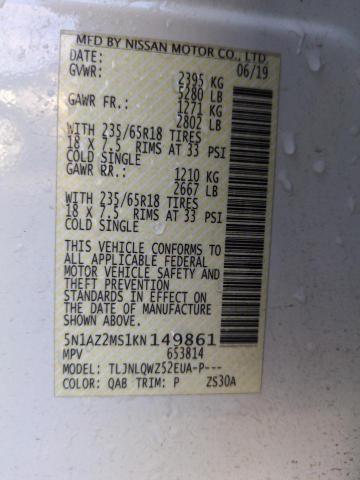 MFD BY NISSAN MOTOR CO., LTD
DATE: 06/19
GVWR: 2395 KG
5280 LB
GAWR FR.: 1271 KG
2802 LB
WITH 235/65R18 TIRES
18 X 7.5 RIMS AT 33 PSI
COLD SINGLE
GAWR RR.: 1210 KG
2667 LB
WITH 235/65R18 TIRES
18 X 7.5 RIMS AT 33 PSI
COLD SINGLE
THIS VEHICLE CONFORMS TO
ALL APPLICABLE FEDERAL
MOTOR VEHICLE SAFETY AND
THEFT PREVENTION
STANDARDS IN EFFECT ON
THE DATE OF MANUFACTURE
SHOWN ABOVE.
5N1AZ2MS1KN149861
MPV 653814
MODEL: TLJNLQWZ52EUA-P---
COLOR: QAB TRIM: P ZS30A